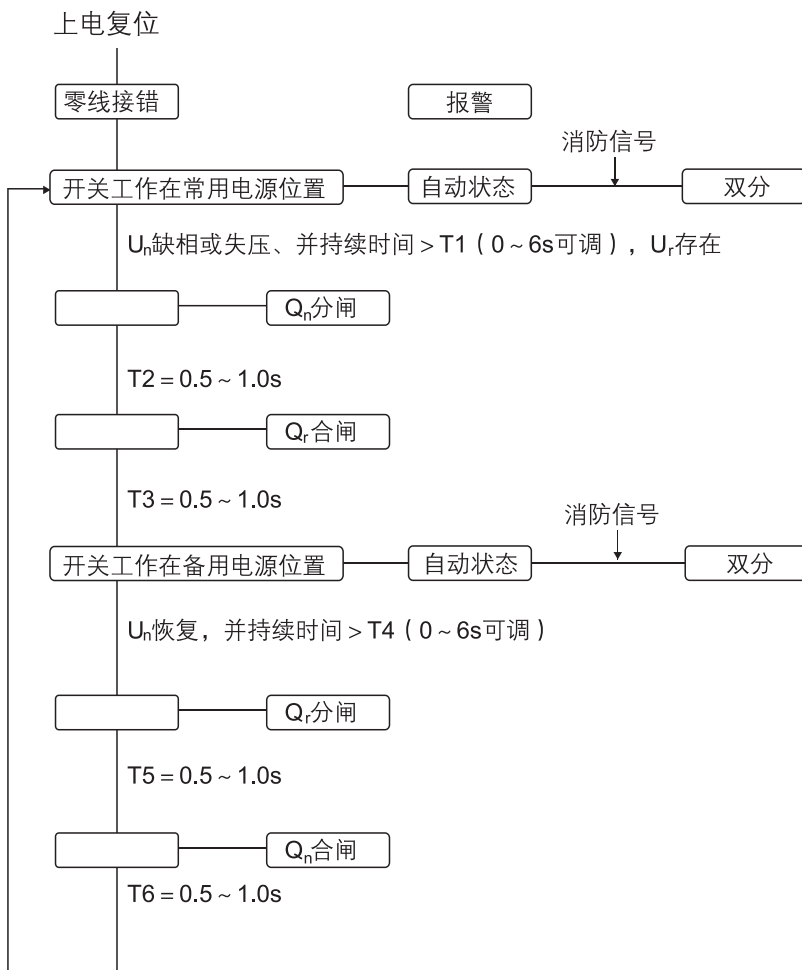 上电复位
零线接错
报警
消防信号
开关工作在常用电源位置
自动状态
双分
Uₙ缺相或失压、并持续时间＞T1（0～6s可调），Uᵣ存在
Qₙ分闸
T2＝0.5～1.0s
Qᵣ合闸
T3＝0.5～1.0s
消防信号
开关工作在备用电源位置
自动状态
双分
Uₙ恢复，并持续时间＞T4（0～6s可调）
Qᵣ分闸
T5＝0.5～1.0s
Qₙ合闸
T6＝0.5～1.0s